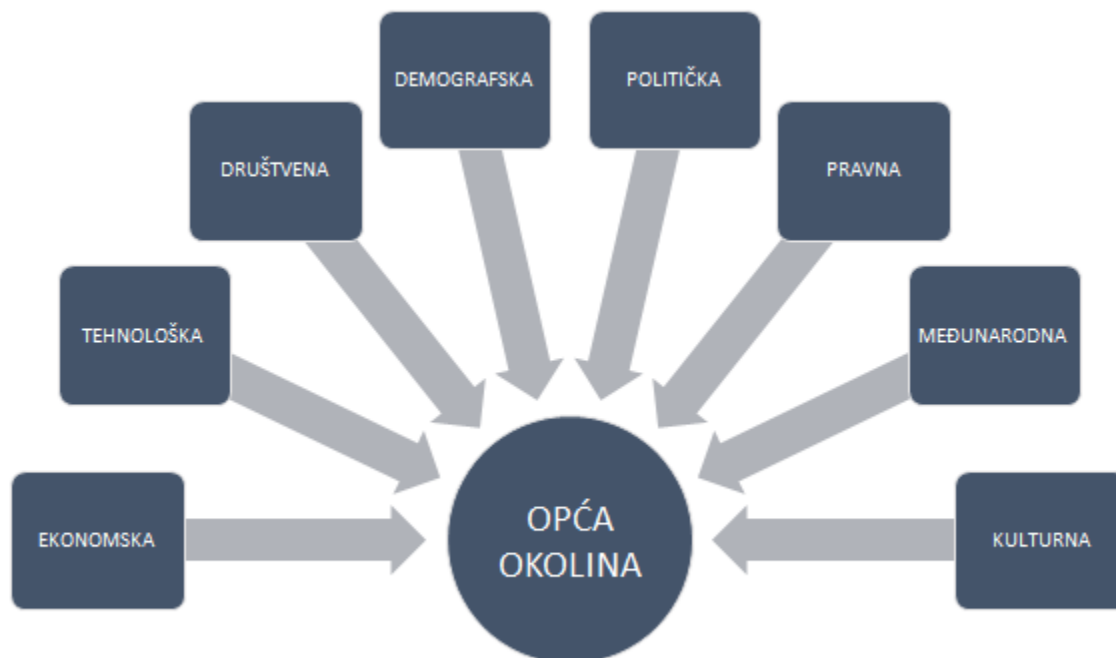 DEMOGRAFSKA
POLITIČKA
DRUŠTVENA
PRAVNA
TEHNOLOŠKA
MEĐUNARODNA
EKONOMSKA
OPĆA
OKOLINA
KULTURNA